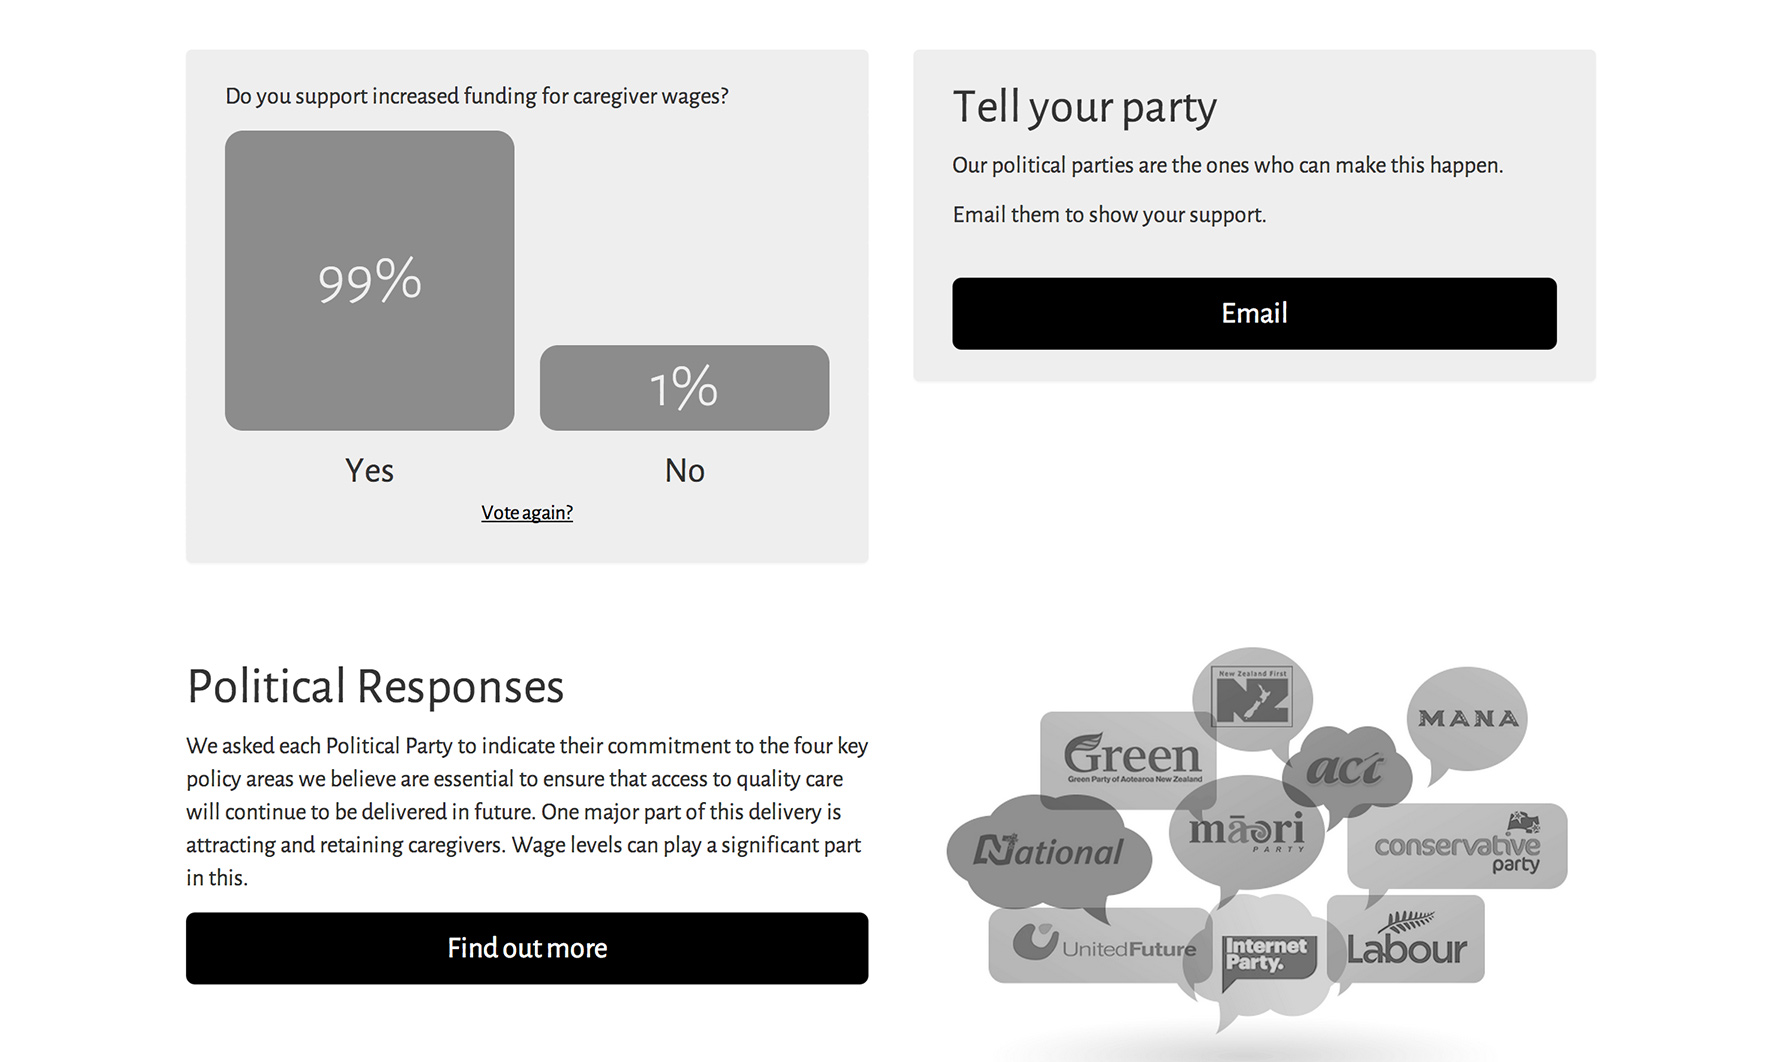 Do you support increased funding for caregiver wages?
99%
1%
Yes
No
Vote again?
Tell your party
Our political parties are the ones who can make this happen.
Email them to show your support.
Email
Political Responses
We asked each Political Party to indicate their commitment to the four key
policy areas we believe are essential to ensure that access to quality care
will continue to be delivered in future. One major part of this delivery is
attracting and retaining caregivers. Wage levels can play a significant part
in this.
Find out more
New Zealand First
NZ
MANA
Green
Green Party of Aotearoa New Zealand
act
National
māori
PARTY
conservative
party
UnitedFuture
Internet
Party.
Labour